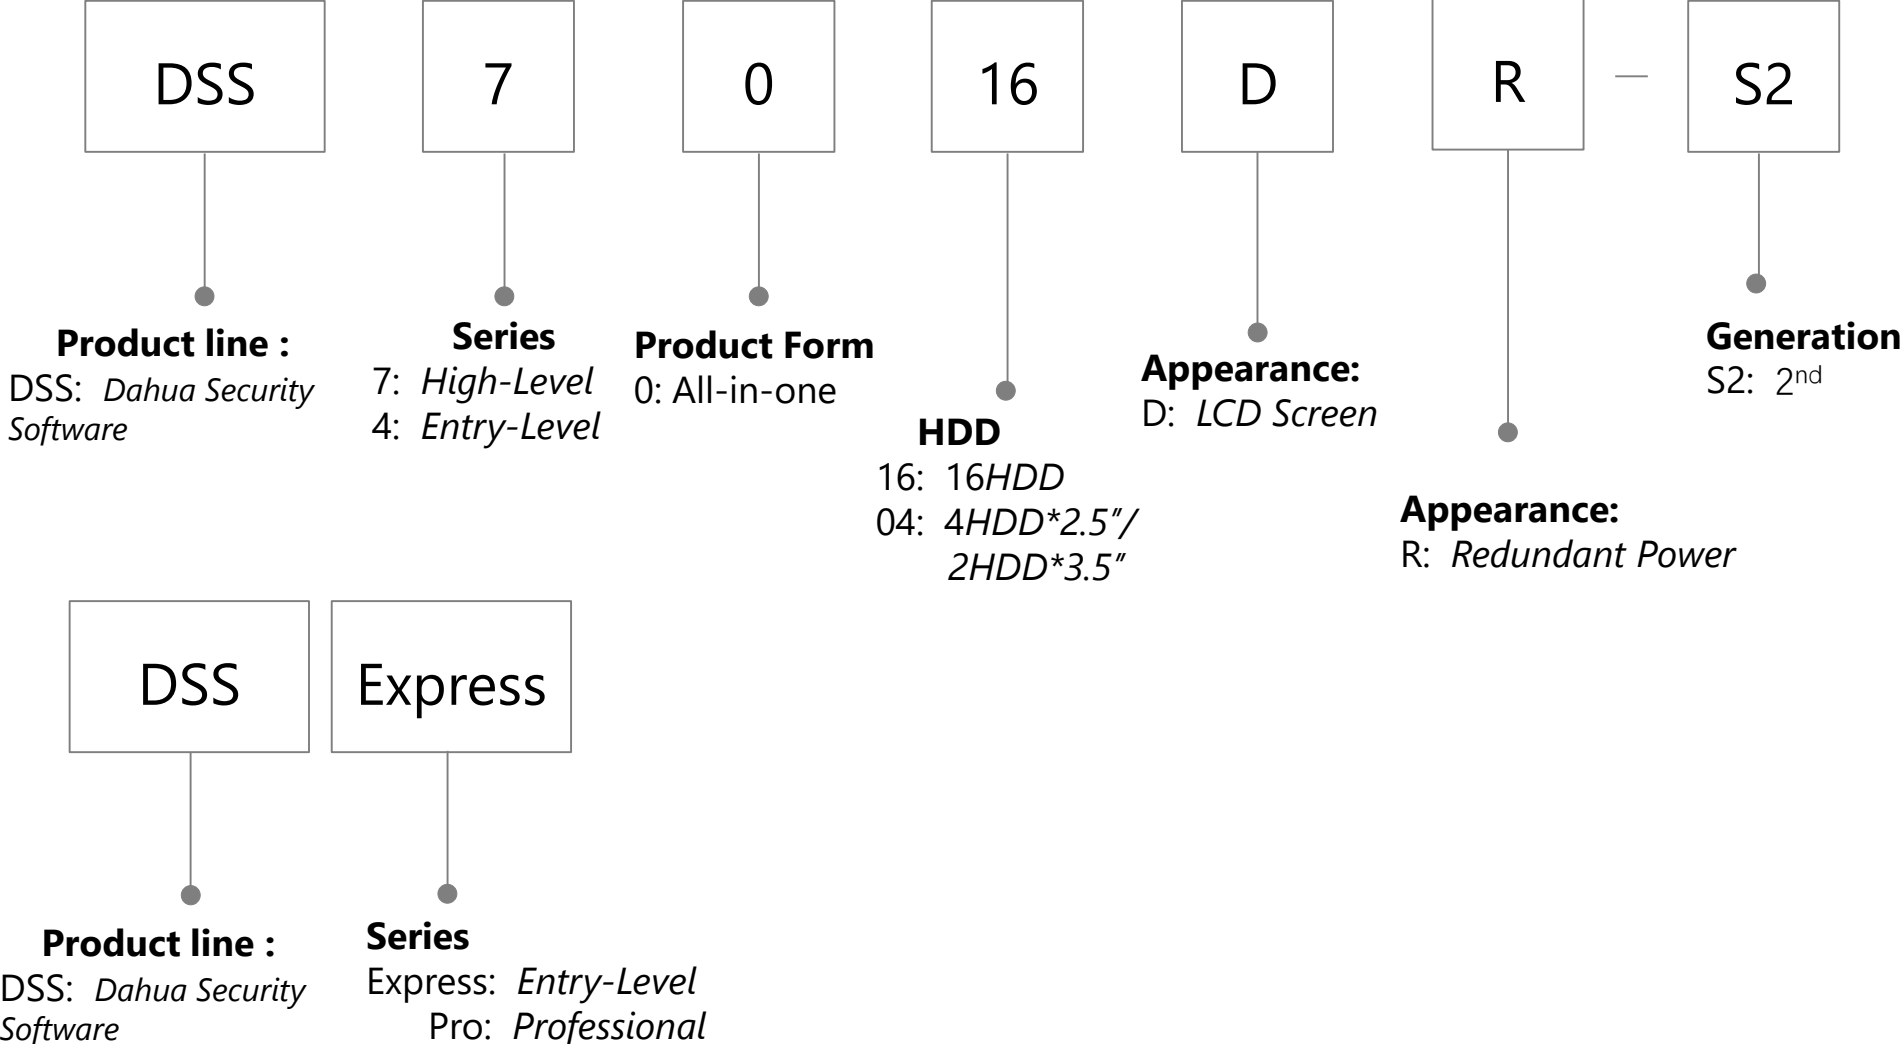 DSS 7 0 16 D R — S2
Product line :
DSS: Dahua Security
Software
Series
7: High-Level
4: Entry-Level
Product Form
0: All-in-one
HDD
16: 16HDD
04: 4HDD*2.5"/
2HDD*3.5"
Appearance:
D: LCD Screen
Appearance:
R: Redundant Power
Generation
S2: 2nd
DSS Express
Product line :
DSS: Dahua Security
Software
Series
Express: Entry-Level
Pro: Professional